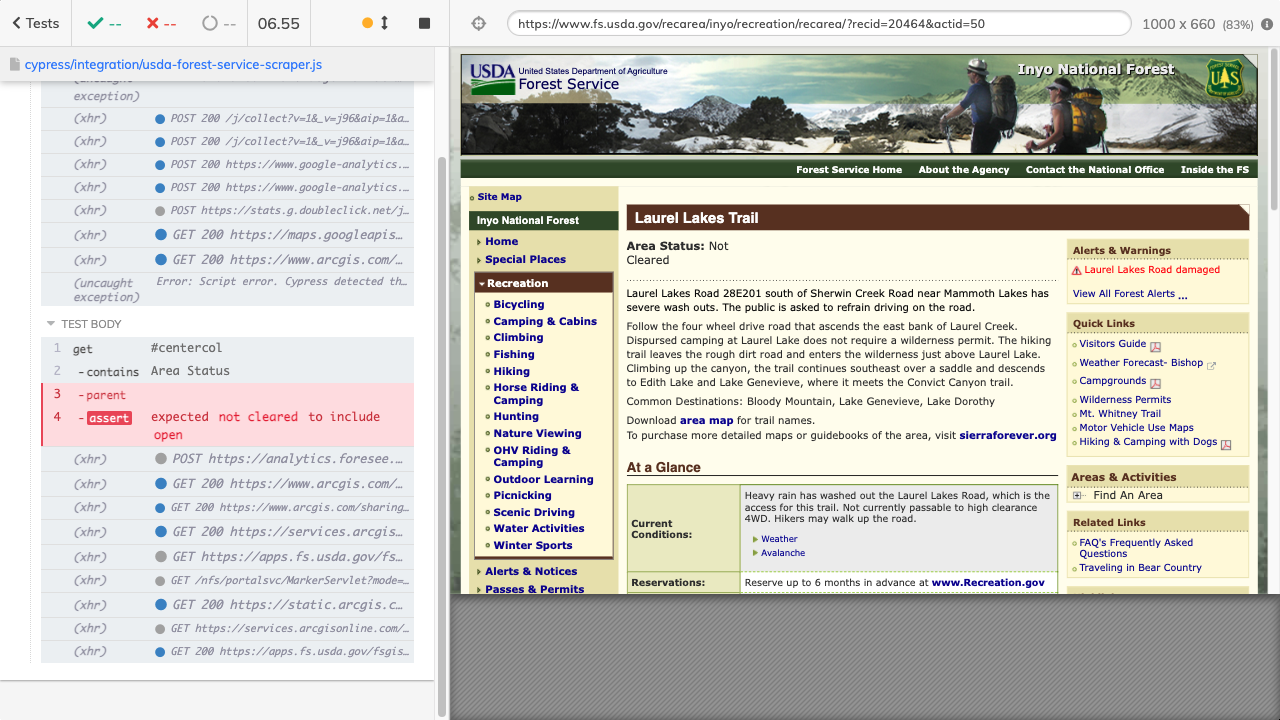 Tests
--
--
--
06.55
https://www.fs.usda.gov/recarea/inyo/recreation/recarea/?recid=20464&actid=50
1000 x 660 (83%)
cypress/integration/usda-forest-service-scraper.js
(uncaught
exception)
(xhr) POST 200 /j/collect?v=1&_v=j96&aip=1&a…
(xhr) POST 200 /j/collect?v=1&_v=j96&aip=1&a…
(xhr) POST 200 https://www.google-analytics.…
(xhr) POST 200 https://www.google-analytics.…
(xhr) POST https://stats.g.doubleclick.net/j…
(xhr) GET 200 https://maps.googleapis…
(xhr) GET 200 https://www.arcgis.com/…
(uncaught exception) Error: Script error. Cypress detected th…
TEST BODY
1 get #centercol
2 -contains Area Status
3 -parent
4 -assert expected not cleared to include
open
(xhr) POST https://analytics.foresee.…
(xhr) GET 200 https://www.arcgis.com/…
(xhr) GET 200 https://www.arcgis.com/sharing…
(xhr) GET 200 https://services.arcgis…
(xhr) GET https://apps.fs.usda.gov/fs…
(xhr) GET /nfs/portalsvc/MarkerServlet?mode=…
(xhr) GET 200 https://static.arcgis.c…
(xhr) GET https://services.arcgisonline.com/…
(xhr) GET 200 https://apps.fs.usda.gov/fsgis…
USDA
United States Department of Agriculture
Forest Service
Inyo National Forest
UAS
Forest Service Home About the Agency Contact the National Office Inside the FS
Site Map
Inyo National Forest
Home
Special Places
Recreation
Bicycling
Camping & Cabins
Climbing
Fishing
Hiking
Horse Riding &
Camping
Hunting
Nature Viewing
OHV Riding &
Camping
Outdoor Learning
Picnicking
Scenic Driving
Water Activities
Winter Sports
Alerts & Notices
Passes & Permits
Laurel Lakes Trail
Area Status: Not
Cleared
Laurel Lakes Road 28E201 south of Sherwin Creek Road near Mammoth Lakes has
severe wash outs. The public is asked to refrain driving on the road.
Follow the four wheel drive road that ascends the east bank of Laurel Creek.
Dispursed camping at Laurel Lake does not require a wilderness permit. The hiking
trail leaves the rough dirt road and enters the wilderness just above Laurel Lake.
Climbing up the canyon, the trail continues southeast over a saddle and descends
to Edith Lake and Lake Genevieve, where it meets the Convict Canyon trail.
Common Destinations: Bloody Mountain, Lake Genevieve, Lake Dorothy
Download area map for trail names.
To purchase more detailed maps or guidebooks of the area, visit sierraforever.org
At a Glance
Current
Conditions:
Heavy rain has washed out the Laurel Lakes Road, which is the
access for this trail. Not currently passable to high clearance
4WD. Hikers may walk up the road.
Weather
Avalanche
Reservations: Reserve up to 6 months in advance at www.Recreation.gov
Alerts & Warnings
Laurel Lakes Road damaged
View All Forest Alerts ...
Quick Links
Visitors Guide
Weather Forecast- Bishop
Campgrounds
Wilderness Permits
Mt. Whitney Trail
Motor Vehicle Use Maps
Hiking & Camping with Dogs
Areas & Activities
Find An Area
Related Links
FAQ's Frequently Asked
Questions
Traveling in Bear Country